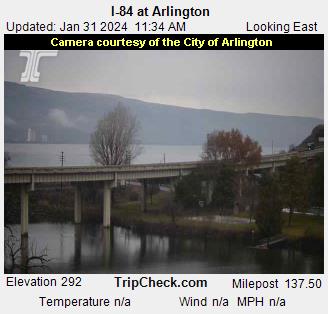 I-84 at Arlington
Updated: Jan 31 2024 11:34 AM Looking East
Camera courtesy of the City of Arlington
Elevation 292 TripCheck.com Milepost 137.50
Temperature n/a Wind n/a MPH n/a